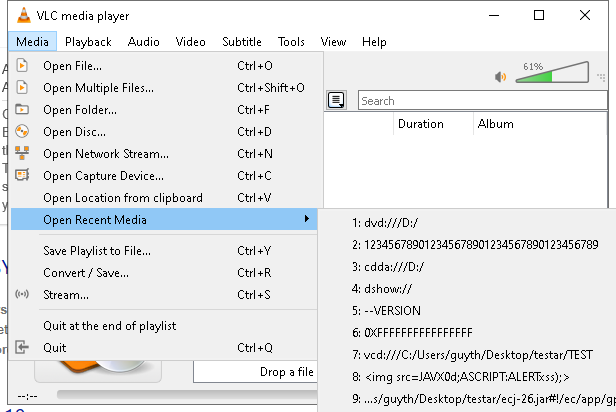 VLC media player
Media Playback Audio Video Subtitle Tools View Help
Open File... Ctrl+O
Open Multiple Files... Ctrl+Shift+O
Open Folder... Ctrl+F
Open Disc... Ctrl+D
Open Network Stream... Ctrl+N
Open Capture Device... Ctrl+C
Open Location from clipboard Ctrl+V
Open Recent Media
Save Playlist to File... Ctrl+Y
Convert / Save... Ctrl+R
Stream... Ctrl+S
Quit at the end of playlist
Quit Ctrl+Q
61%
Search
Duration Album
1: dvd:///D:/
2: 123456789012345678901234567890123456789
3: cdda:///D:/
4: dshow://
5: --VERSION
6: 0XFFFFFFFFFFFFFFFF
7: vcd:///C:/Users/guyth/Desktop/testar/TEST
8: <img src=JAVX0d;ASCRIPT:ALERTxss);>
9: ...s/guyth/Desktop/testar/ecj-26.jar#!/ec/app/gp
Drop a file
--:--